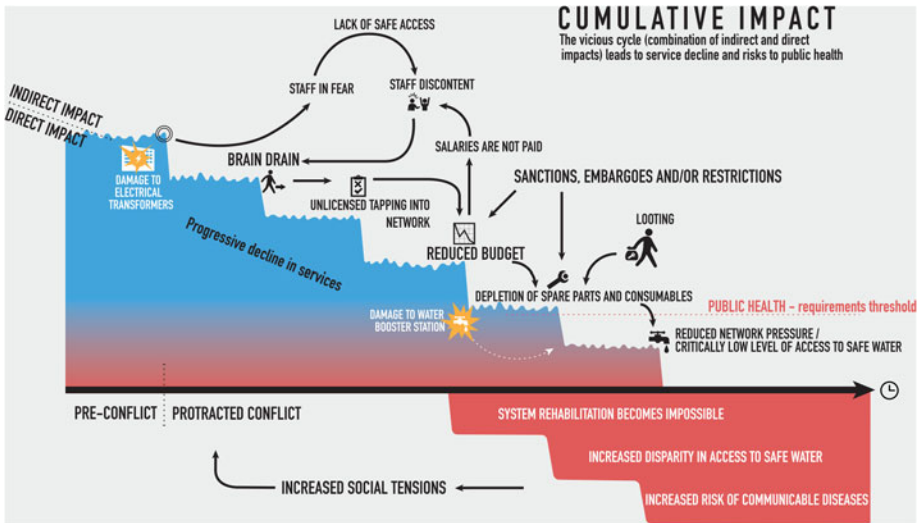 CUMULATIVE IMPACT
The vicious cycle (combination of indirect and direct
impacts) leads to service decline and risks to public health
LACK OF SAFE ACCESS
STAFF IN FEAR
STAFF DISCONTENT
INDIRECT IMPACT
DIRECT IMPACT
DAMAGE TO
ELECTRICAL
TRANSFORMERS
BRAIN DRAIN
SALARIES ARE NOT PAID
UNLICENSED TAPPING INTO
NETWORK
SANCTIONS, EMBARGOES AND/OR RESTRICTIONS
LOOTING
Progressive decline in services
REDUCED BUDGET
DEPLETION OF SPARE PARTS AND CONSUMABLES
PUBLIC HEALTH – requirements threshold
DAMAGE TO WATER
BOOSTER STATION
REDUCED NETWORK PRESSURE /
CRITICALLY LOW LEVEL OF ACCESS TO SAFE WATER
PRE-CONFLICT
PROTRACTED CONFLICT
SYSTEM REHABILITATION BECOMES IMPOSSIBLE
INCREASED DISPARITY IN ACCESS TO SAFE WATER
INCREASED SOCIAL TENSIONS
INCREASED RISK OF COMMUNICABLE DISEASES